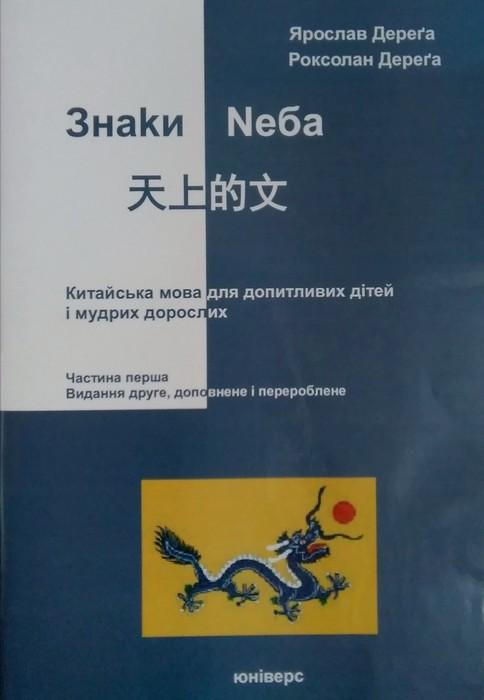 Ярослав Дереґа
Роксолан Дереґа
Знаkи Nеба
天上的文
Китайська мова для допитливих дітей
і мудрих дорослих
Частина перша
Видання друге, доповнене і перероблене
юніверс